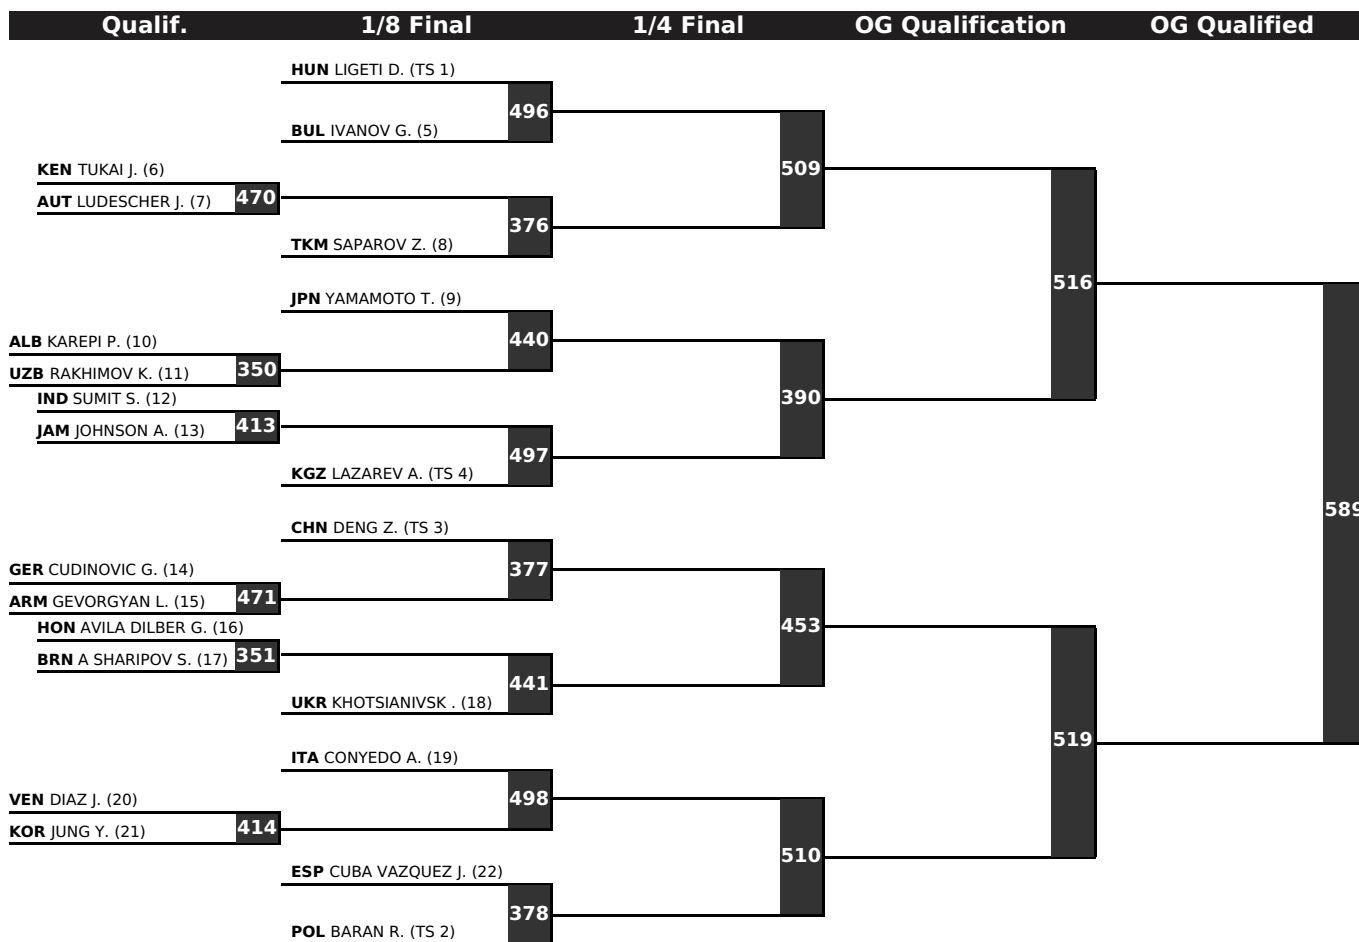 Qualif. 1/8 Final 1/4 Final OG Qualification OG Qualified
HUN LIGETI D. (TS 1)
496
BUL IVANOV G. (5)
KEN TUKAI J. (6)
509
AUT LUDESCHER J. (7) 470
376
TKM SAPAROV Z. (8)
516
JPN YAMAMOTO T. (9)
ALB KAREPI P. (10)
440
UZB RAKHIMOV K. (11) 350
IND SUMIT S. (12)
390
JAM JOHNSON A. (13) 413
497
KGZ LAZAREV A. (TS 4)
589
CHN DENG Z. (TS 3)
GER CUDINOVIC G. (14)
377
ARM GEVORGYAN L. (15) 471
HON AVILA DILBER G. (16)
453
BRN A SHARIPOV S. (17) 351
441
UKR KHOTSIANIVSK . (18)
519
ITA CONYEDO A. (19)
VEN DIAZ J. (20)
498
KOR JUNG Y. (21) 414
510
ESP CUBA VAZQUEZ J. (22)
378
POL BARAN R. (TS 2)